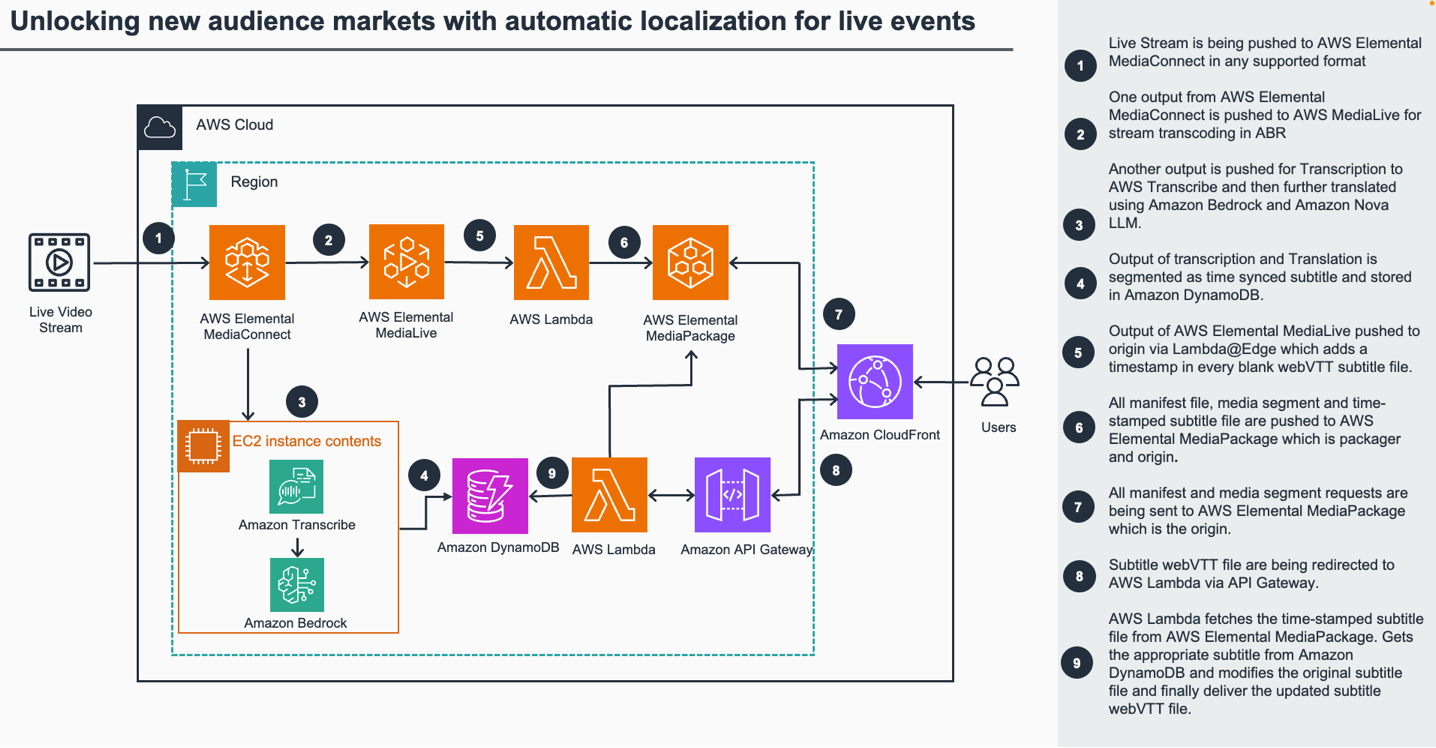 Unlocking new audience markets with automatic localization for live events
AWS Cloud
Region
1
2
5
6
Live Video
Stream
AWS Elemental
MediaConnect
AWS Elemental
MediaLive
AWS Lambda
AWS Elemental
MediaPackage
7
3
Amazon CloudFront
Users
EC2 instance contents
4
9
8
Amazon Transcribe
Amazon DynamoDB
AWS Lambda
Amazon API Gateway
Amazon Bedrock
1
Live Stream is being pushed to AWS Elemental
MediaConnect in any supported format
2
One output from AWS Elemental
MediaConnect is pushed to AWS MediaLive for
stream transcoding in ABR
3
Another output is pushed for Transcription to
AWS Transcribe and then further translated
using Amazon Bedrock and Amazon Nova
LLM.
4
Output of transcription and Translation is
segmented as time synced subtitle and stored
in Amazon DynamoDB.
5
Output of AWS Elemental MediaLive pushed to
origin via Lambda@Edge which adds a
timestamp in every blank webVTT subtitle file.
6
All manifest file, media segment and time-
stamped subtitle file are pushed to AWS
Elemental MediaPackage which is packager
and origin.
7
All manifest and media segment requests are
being sent to AWS Elemental MediaPackage
which is the origin.
8
Subtitle webVTT file are being redirected to
AWS Lambda via API Gateway.
9
AWS Lambda fetches the time-stamped subtitle
file from AWS Elemental MediaPackage. Gets
the appropriate subtitle from Amazon
DynamoDB and modifies the original subtitle
file and finally deliver the updated subtitle
webVTT file.